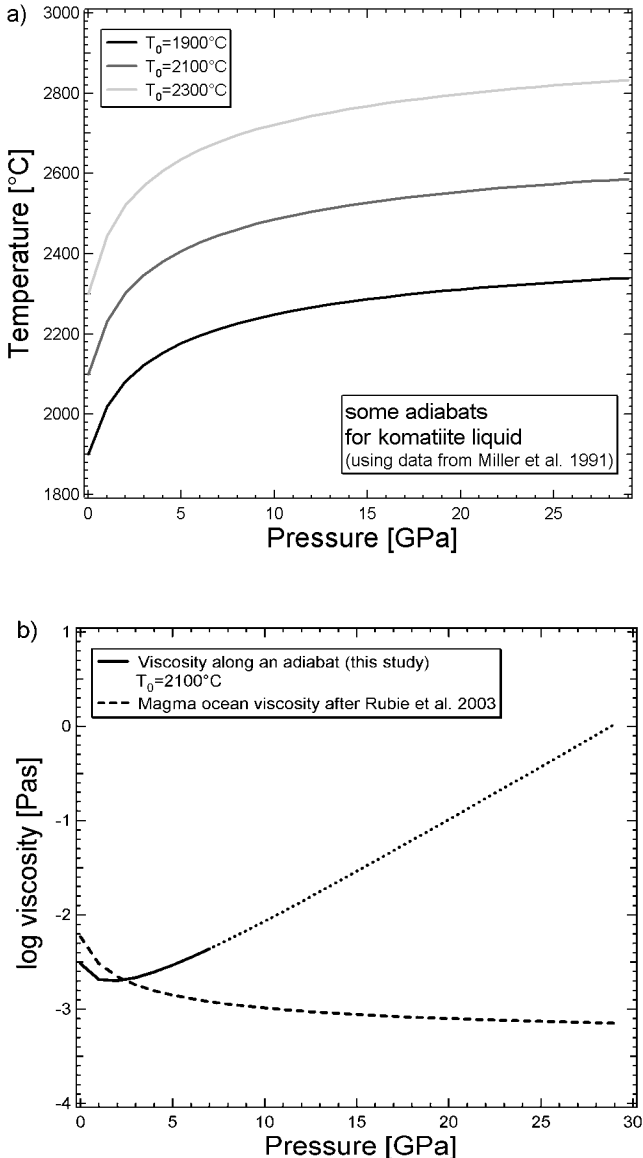 a)
3000
2800
2600
2400
2200
2000
1800
Temperature [°C]
T₀=1900°C
T₀=2100°C
T₀=2300°C
some adiabats
for komatiite liquid
(using data from Miller et al. 1991)
0 5 10 15 20 25
Pressure [GPa]
b)
1
0
-1
-2
-3
-4
log viscosity [Pas]
Viscosity along an adiabat (this study)
T₀=2100°C
Magma ocean viscosity after Rubie et al. 2003
0 5 10 15 20 25 30
Pressure [GPa]